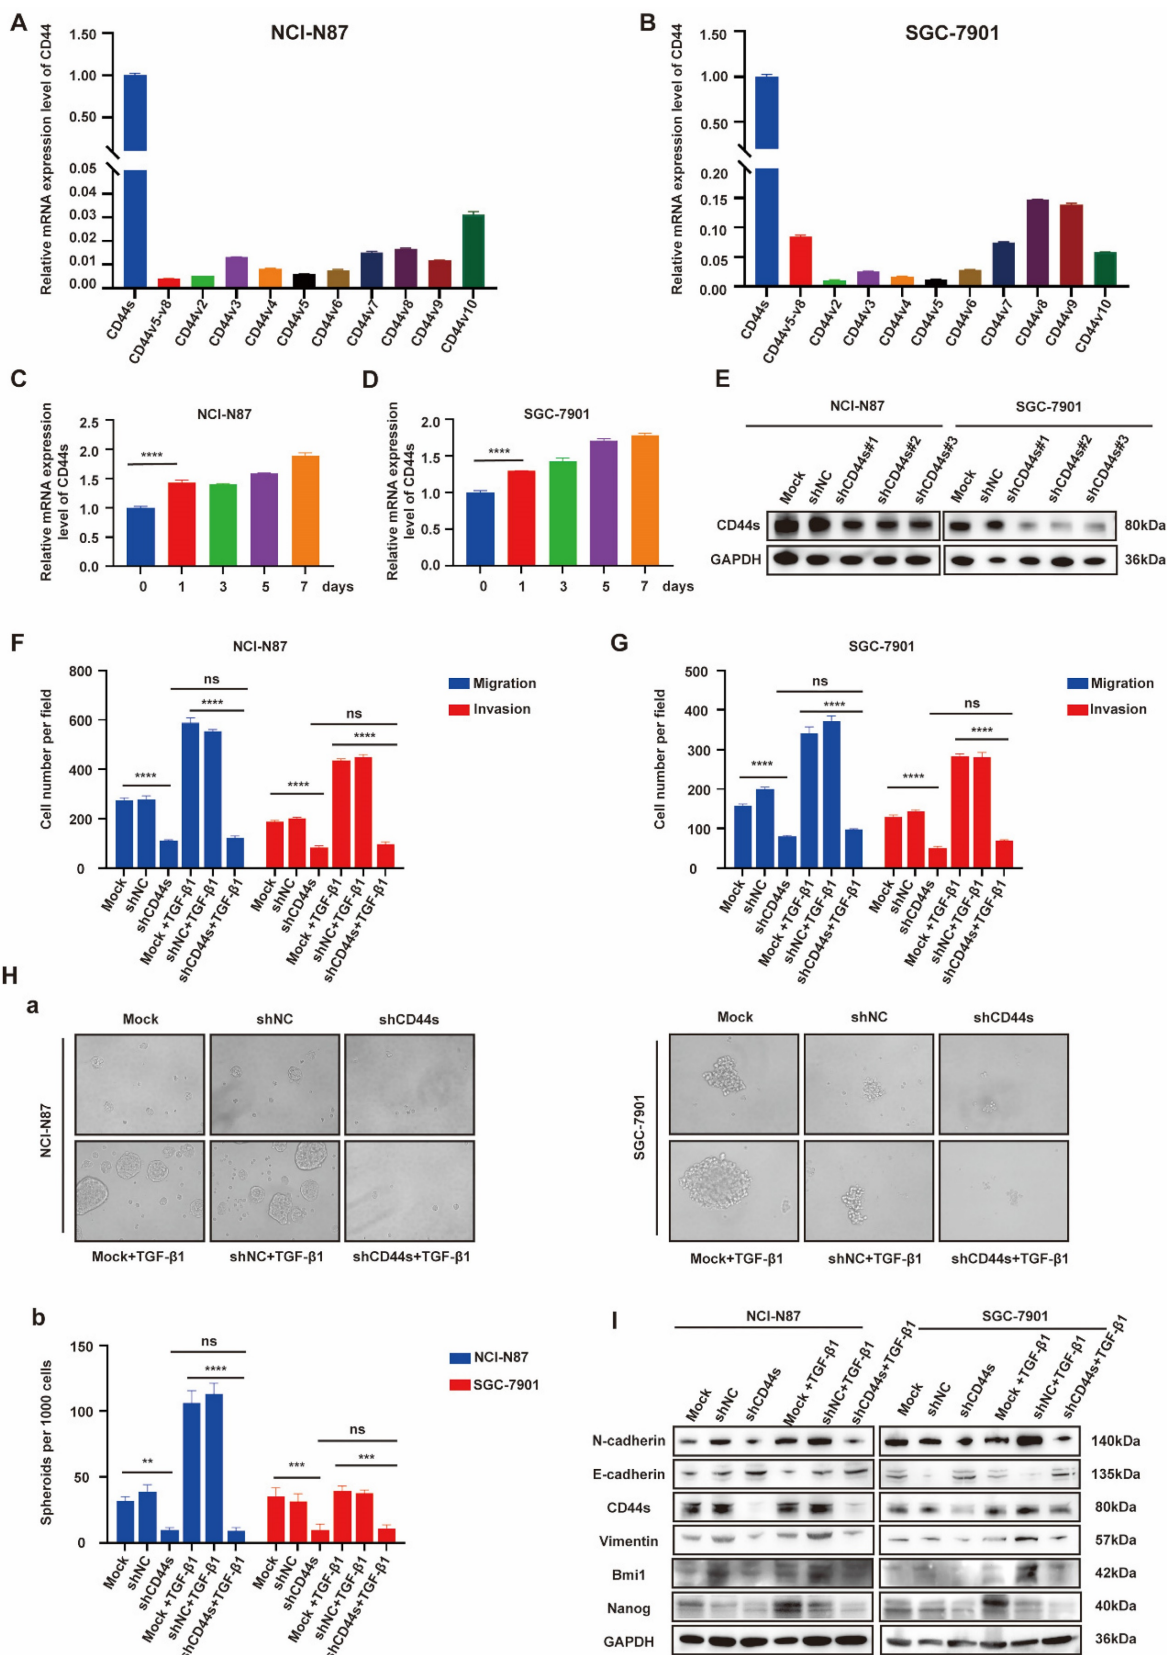 A
NCI-N87
Relative mRNA expression level of CD44
1.50
1.00
0.50
0.05
0.04
0.03
0.02
0.01
0.00
CD44s
CD44v5-v8
CD44v2
CD44v3
CD44v4
CD44v5
CD44v6
CD44v7
CD44v8
CD44v9
CD44v10
B
SGC-7901
Relative mRNA expression level of CD44
1.50
1.00
0.50
0.20
0.15
0.10
0.05
0.00
CD44s
CD44v5-v8
CD44v2
CD44v3
CD44v4
CD44v5
CD44v6
CD44v7
CD44v8
CD44v9
CD44v10
C
NCI-N87
Relative mRNA expression
level of CD44s
2.5
2.0
1.5
1.0
0.5
0.0
****
0 1 3 5 7 days
D
SGC-7901
Relative mRNA expression
level of CD44s
2.0
1.5
1.0
0.5
0.0
****
0 1 3 5 7 days
E
NCI-N87 SGC-7901
Mock
shNC
shCD44s#1
shCD44s#2
shCD44s#3
Mock
shNC
shCD44s#1
shCD44s#2
shCD44s#3
CD44s 80kDa
GAPDH 36kDa
F
NCI-N87
Cell number per field
800
600
400
200
0
ns
****
****
ns
****
****
Migration
Invasion
Mock
shNC
shCD44s
Mock +TGF-β1
shNC+TGF-β1
shCD44s+TGF-β1
Mock
shNC
shCD44s
Mock +TGF-β1
shNC+TGF-β1
shCD44s+TGF-β1
G
SGC-7901
Cell number per field
500
400
300
200
100
0
ns
****
****
ns
****
****
Migration
Invasion
Mock
shNC
shCD44s
Mock +TGF-β1
shNC+TGF-β1
shCD44s+TGF-β1
Mock
shNC
shCD44s
Mock +TGF-β1
shNC+TGF-β1
shCD44s+TGF-β1
H
a
Mock shNC shCD44s
NCI-N87
Mock+TGF-β1 shNC+TGF-β1 shCD44s+TGF-β1
Mock shNC shCD44s
SGC-7901
Mock+TGF-β1 shNC+TGF-β1 shCD44s+TGF-β1
b
Spheroids per 1000 cells
150
100
50
0
ns
****
**
ns
***
***
NCI-N87
SGC-7901
Mock
shNC
shCD44s
Mock +TGF-β1
shNC+TGF-β1
shCD44s+TGF-β1
Mock
shNC
shCD44s
Mock +TGF-β1
shNC+TGF-β1
shCD44s+TGF-β1
I
NCI-N87 SGC-7901
Mock
shNC
shCD44s
Mock +TGF-β1
shNC+TGF-β1
shCD44s+TGF-β1
Mock
shNC
shCD44s
Mock +TGF-β1
shNC+TGF-β1
shCD44s+TGF-β1
N-cadherin 140kDa
E-cadherin 135kDa
CD44s 80kDa
Vimentin 57kDa
Bmi1 42kDa
Nanog 40kDa
GAPDH 36kDa